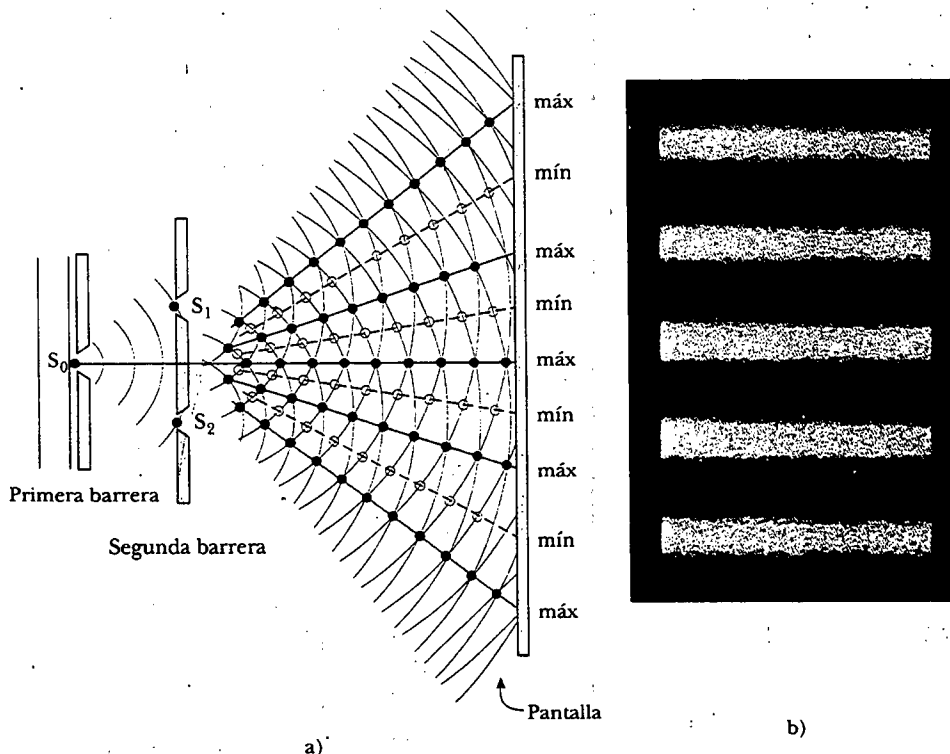 máx
mín
máx
S₁
mín
S₀
máx
mín
S₂
máx
Primera barrera
mín
Segunda barrera
máx
Pantalla
a)
b)